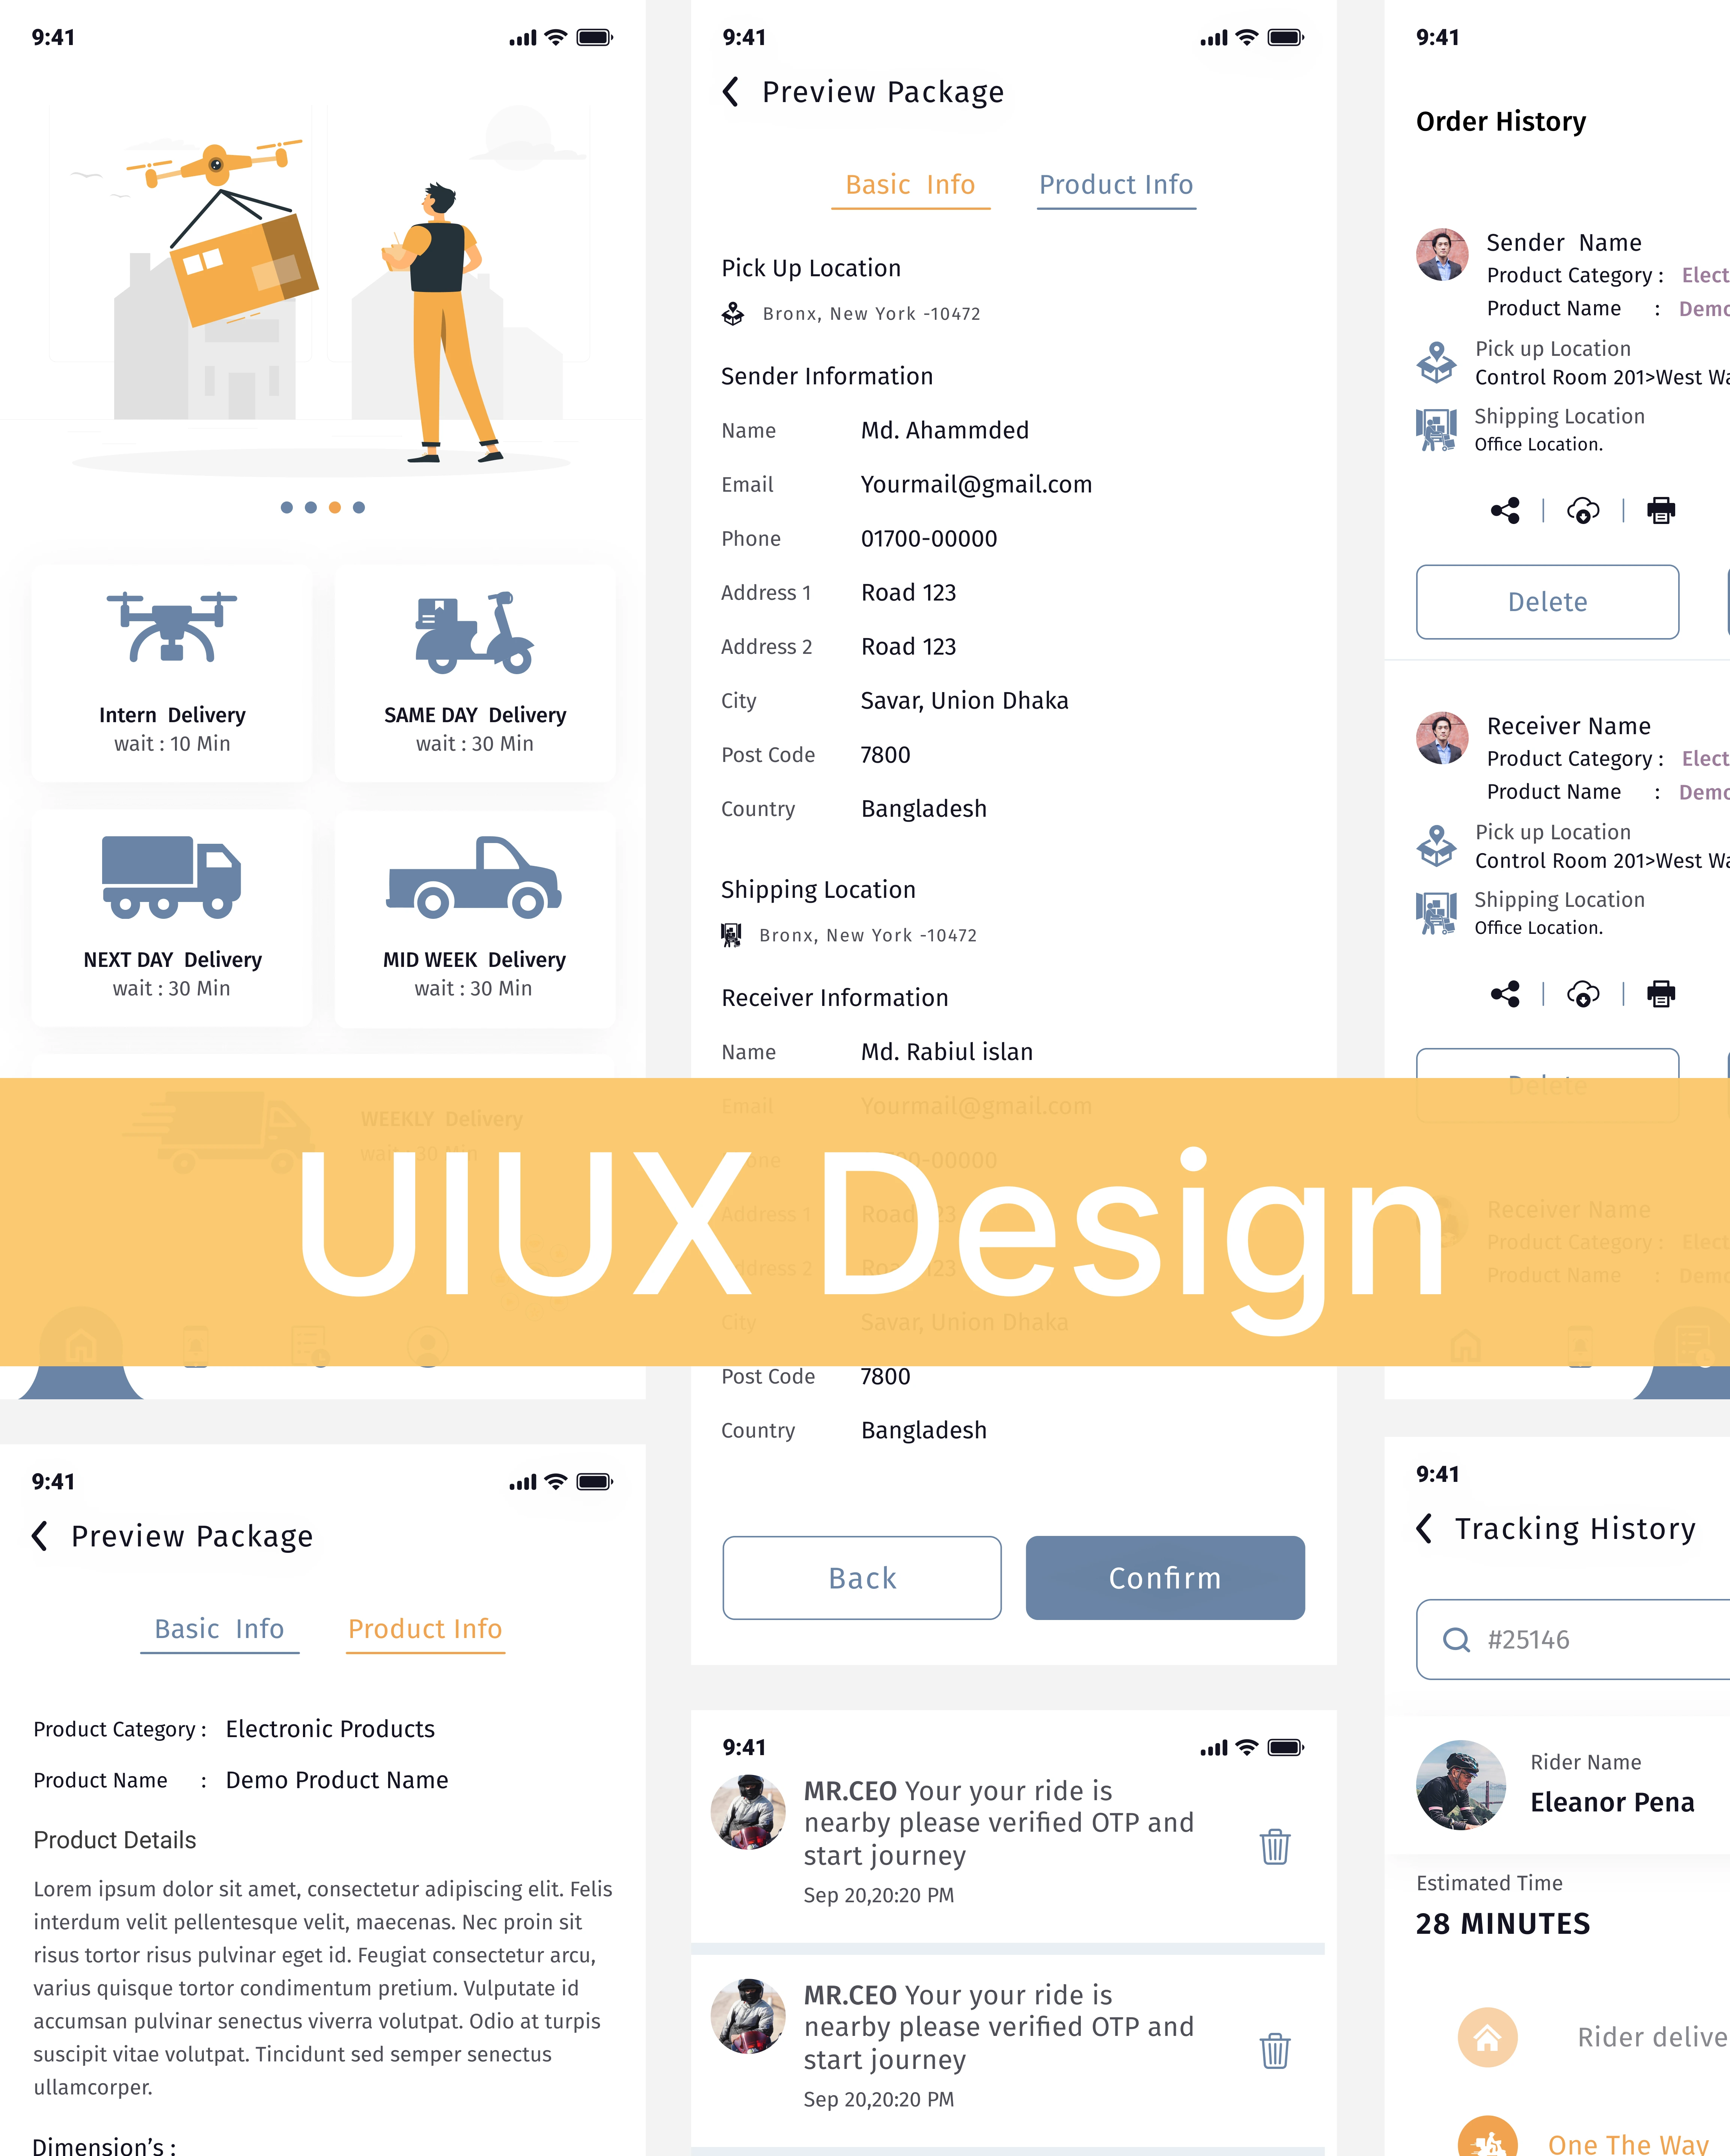 9:41
Intern Delivery
wait : 10 Min
SAME DAY Delivery
wait : 30 Min
NEXT DAY Delivery
wait : 30 Min
MID WEEK Delivery
wait : 30 Min
WEEKLY Delivery
wait : 30 Min
9:41
Preview Package
Basic Info
Product Info
Pick Up Location
Bronx, New York -10472
Sender Information
Name Md. Ahammded
Email Yourmail@gmail.com
Phone 01700-00000
Address 1 Road 123
Address 2 Road 123
City Savar, Union Dhaka
Post Code 7800
Country Bangladesh
Shipping Location
Bronx, New York -10472
Receiver Information
Name Md. Rabiul islan
Email Yourmail@gmail.com
Address 1 Road 123
Address 2 Road 123
City Savar, Union Dhaka
Post Code 7800
Country Bangladesh
Back
Confirm
9:41
Order History
Sender Name
Product Category : Elect
Product Name : Demo
Pick up Location
Control Room 201>West Wa
Shipping Location
Office Location.
Delete
Receiver Name
Product Category : Elect
Product Name : Demo
Pick up Location
Control Room 201>West Wa
Shipping Location
Office Location.
Delete
Receiver Name
Product Category : Elect
Product Name : Demo
UIUX Design
9:41
Preview Package
Basic Info
Product Info
Product Category : Electronic Products
Product Name : Demo Product Name
Product Details
Lorem ipsum dolor sit amet, consectetur adipiscing elit. Felis
interdum velit pellentesque velit, maecenas. Nec proin sit
risus tortor risus pulvinar eget id. Feugiat consectetur arcu,
varius quisque tortor condimentum pretium. Vulputate id
accumsan pulvinar senectus viverra volutpat. Odio at turpis
suscipit vitae volutpat. Tincidunt sed semper senectus
ullamcorper.
Dimension's :
9:41
MR.CEO Your your ride is
nearby please verified OTP and
start journey
Sep 20,20:20 PM
MR.CEO Your your ride is
nearby please verified OTP and
start journey
Sep 20,20:20 PM
9:41
Tracking History
#25146
Rider Name
Eleanor Pena
Estimated Time
28 MINUTES
Rider delive
One The Way